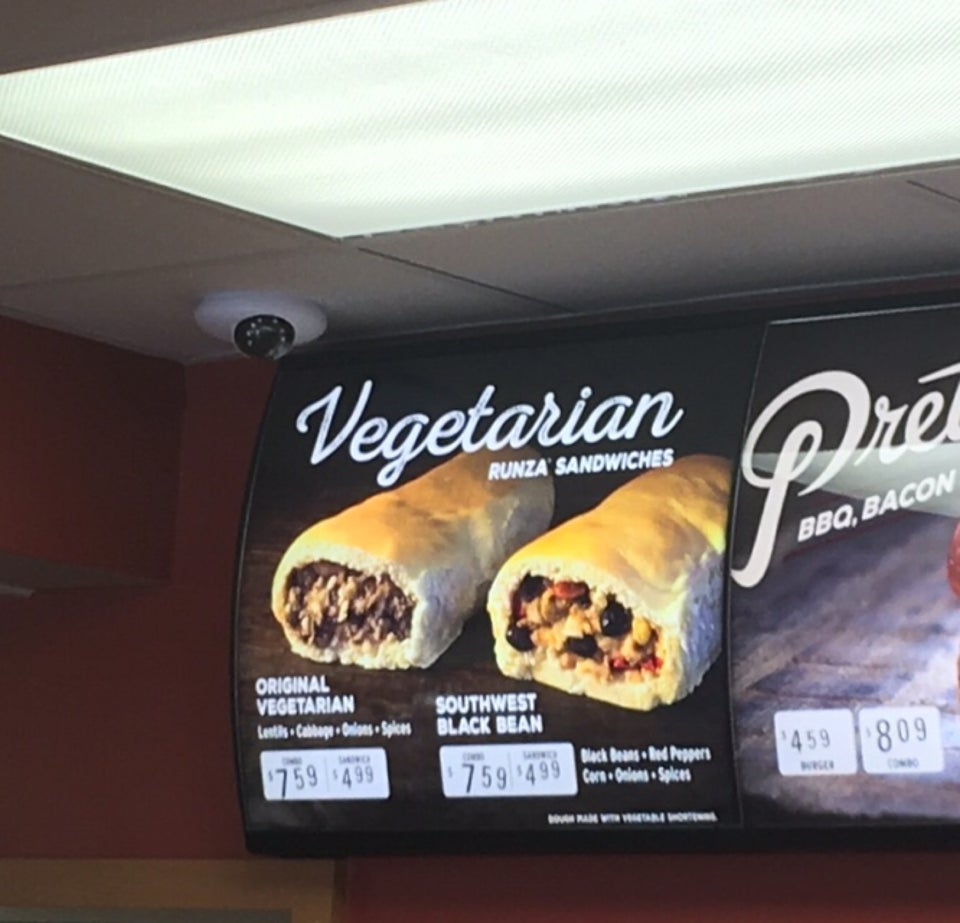 Vegetarian
RUNZA SANDWICHES
ORIGINAL
VEGETARIAN
Lentils • Cabbage • Onions • Spices
COMBO SANDWICH
$7 59 $4 99
SOUTHWEST
BLACK BEAN
COMBO SANDWICH
$7 59 $4 99
Black Beans • Red Peppers
Corn • Onions • Spices
DOUGH MADE WITH VEGETABLE SHORTENING.
Pret
BBQ, BACON
$4 59
BURGER
$8 09
COMBO